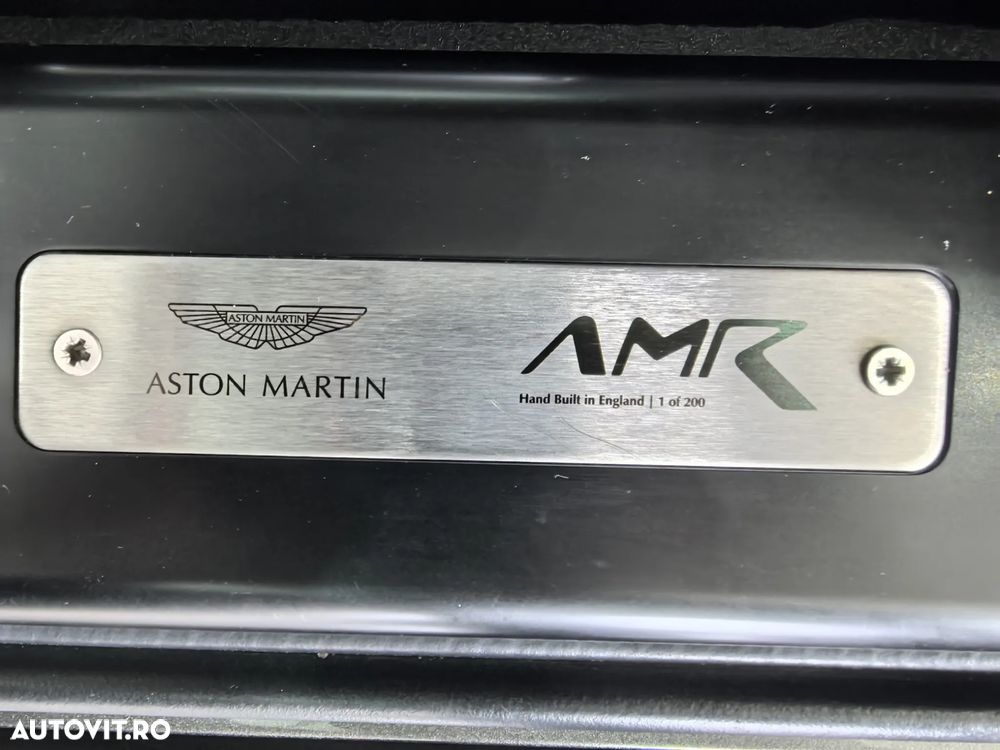 ASTON MARTIN
ASTON MARTIN
AMR
Hand Built in England | 1 of 200
AUTOVIT.RO